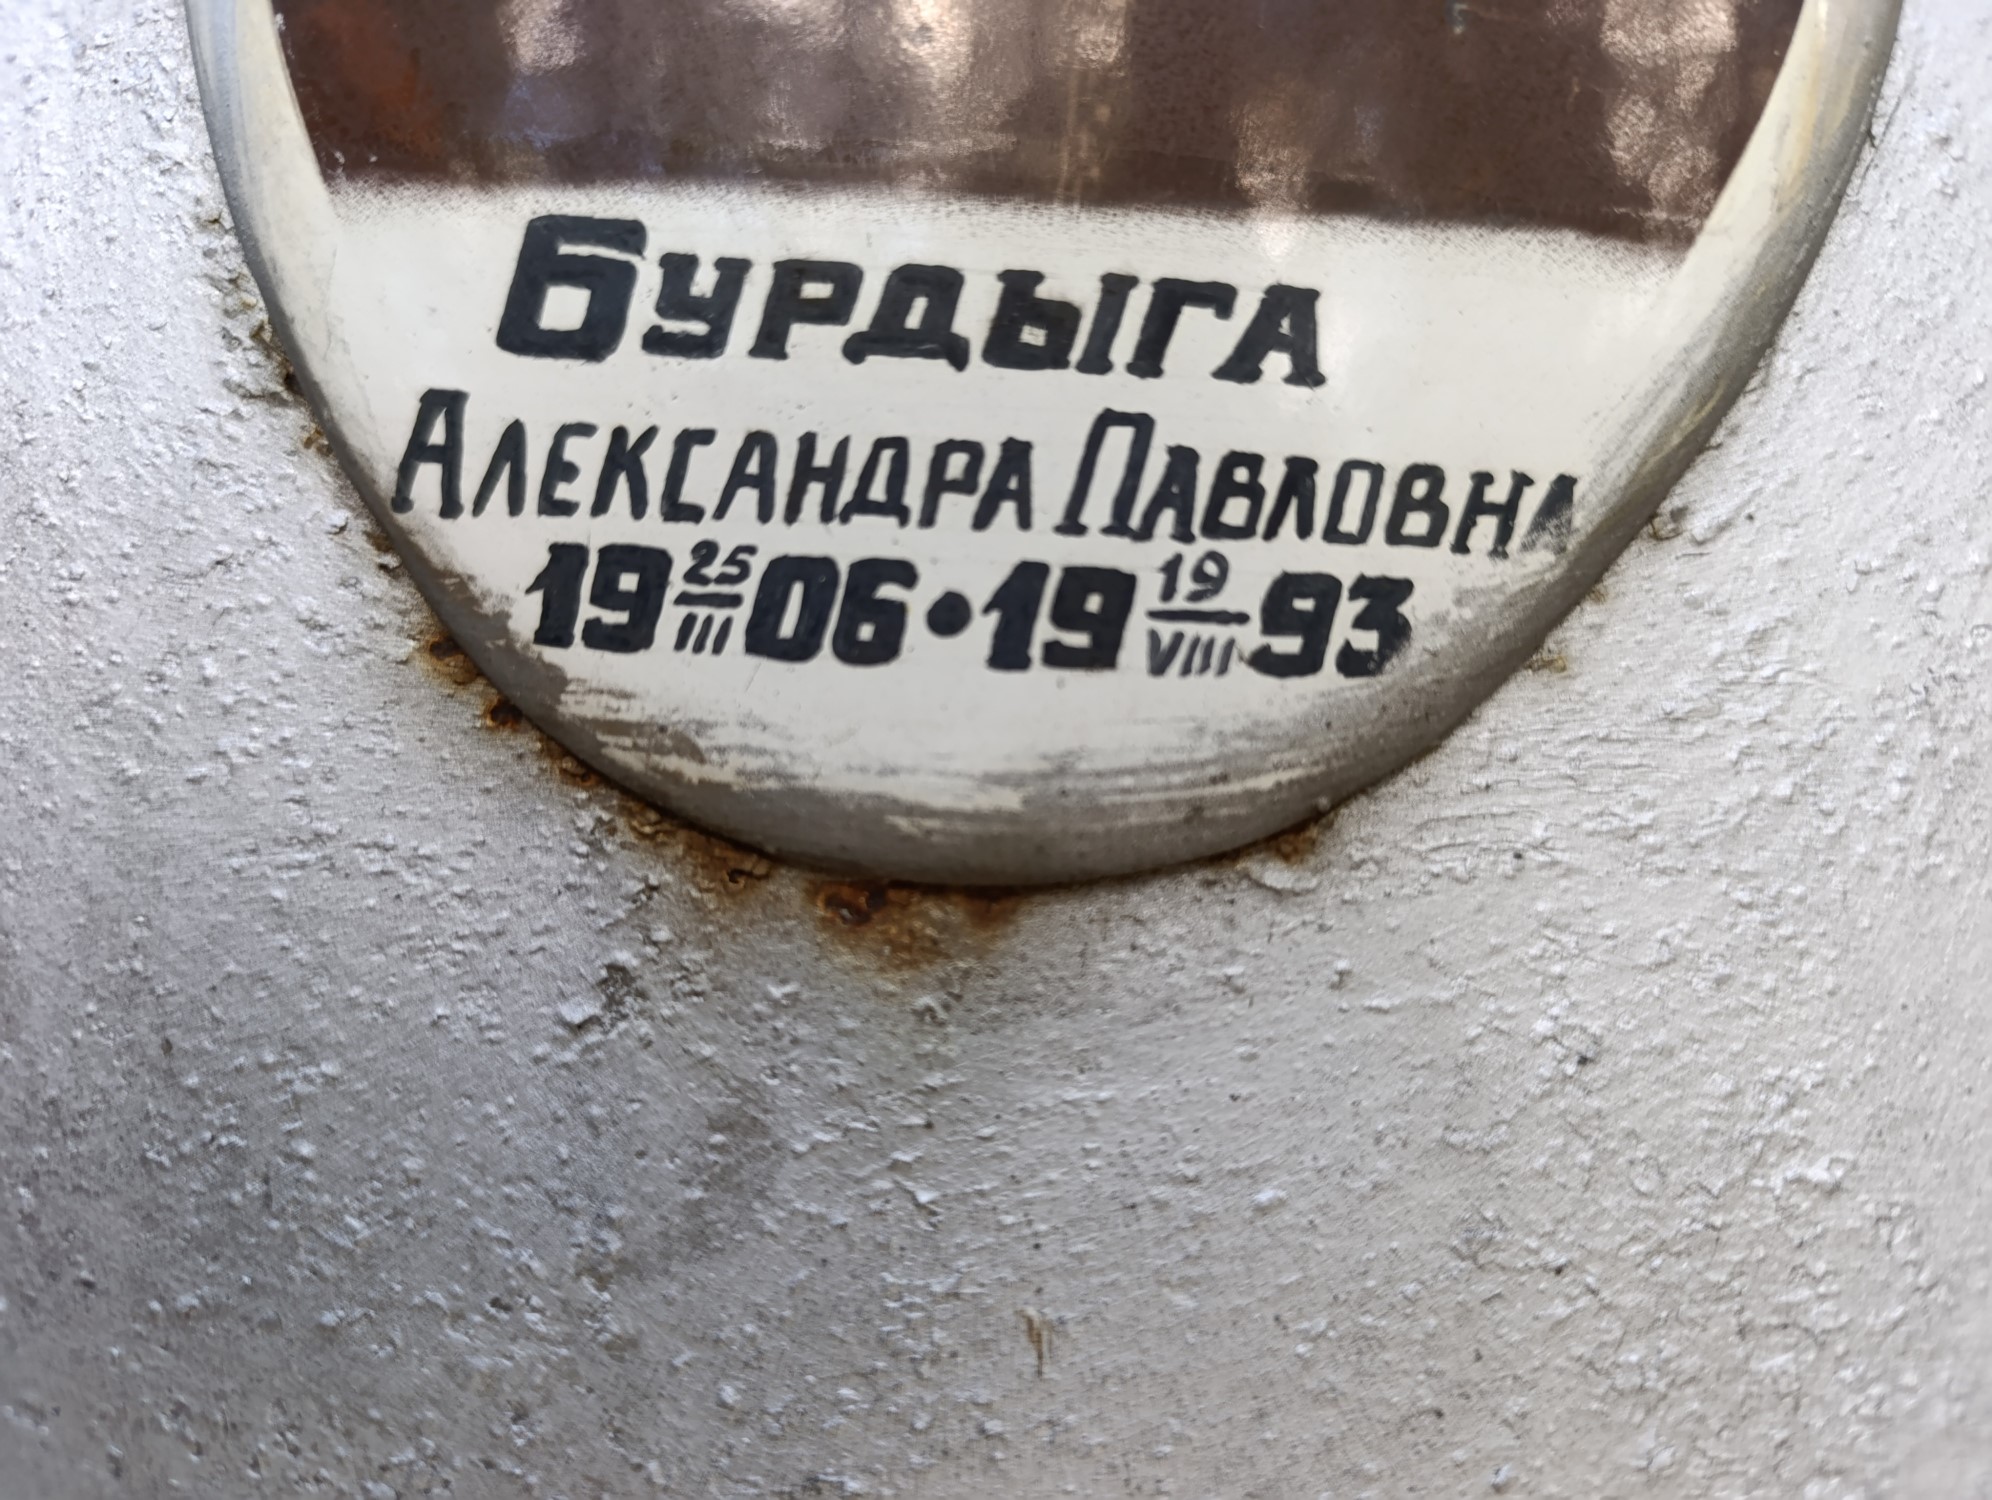 Бурдыга
Александра Павловна
19 25/III 06 • 19 19/VIII 93